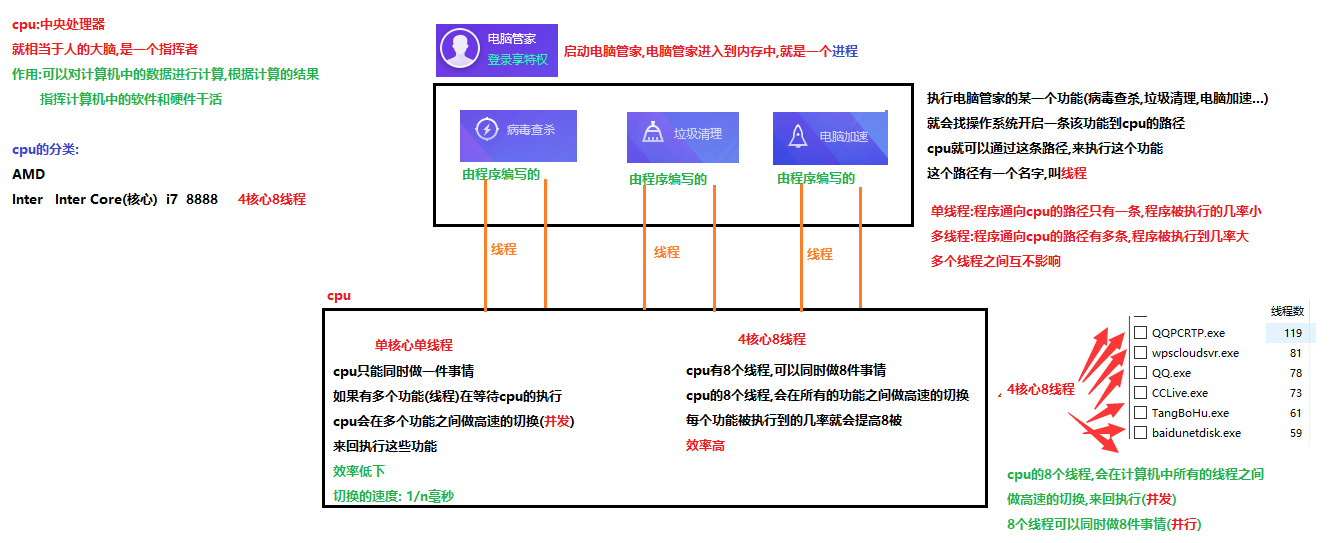 cpu:中央处理器
就相当于人的大脑,是一个指挥者
作用:可以对计算机中的数据进行计算,根据计算的结果
指挥计算机中的软件和硬件干活
cpu的分类:
AMD
Inter Inter Core(核心) i7 8888 4核心8线程
电脑管家
登录享特权
启动电脑管家,电脑管家进入到内存中,就是一个进程
病毒查杀
垃圾清理
电脑加速
由程序编写的
由程序编写的
由程序编写的
线程
线程
线程
执行电脑管家的某一个功能(病毒查杀,垃圾清理,电脑加速...)
就会找操作系统开启一条该功能到cpu的路径
cpu就可以通过这条路径,来执行这个功能
这个路径有一个名字,叫线程
单线程:程序通向cpu的路径只有一条,程序被执行的几率小
多线程:程序通向cpu的路径有多条,程序被执行到几率大
多个线程之间互不影响
cpu
单核心单线程
cpu只能同时做一件事情
如果有多个功能(线程)在等待cpu的执行
cpu会在多个功能之间做高速的切换(并发)
来回执行这些功能
效率低下
切换的速度: 1/n毫秒
4核心8线程
cpu有8个线程,可以同时做8件事情
cpu的8个线程,会在所有的功能之间做高速的切换
每个功能被执行到的几率就会提高8被
效率高
4核心8线程
线程数
QQPCRTP.exe 119
wpscloudsvr.exe 81
QQ.exe 78
CCLive.exe 73
TangBoHu.exe 61
baidunetdisk.exe 59
cpu的8个线程,会在计算机中所有的线程之间
做高速的切换,来回执行(并发)
8个线程可以同时做8件事情(并行)